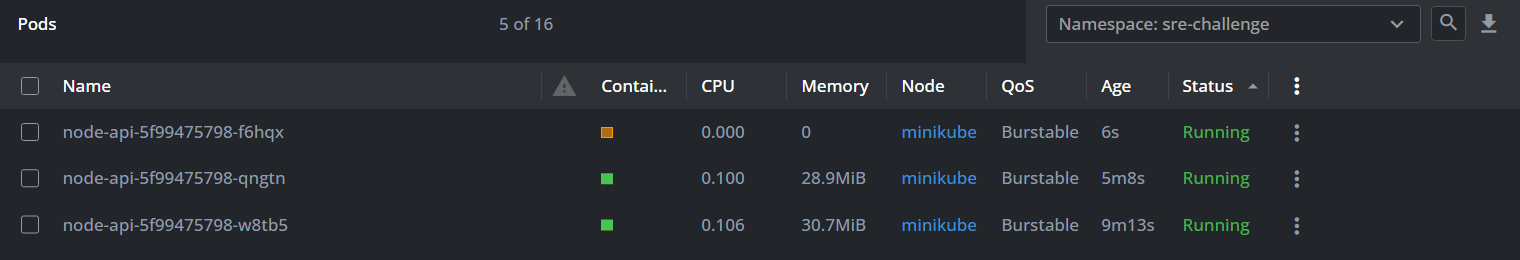 Pods 5 of 16 Namespace: sre-challenge
Name Contai... CPU Memory Node QoS Age Status
node-api-5f99475798-f6hqx 0.000 0 minikube Burstable 6s Running
node-api-5f99475798-qngtn 0.100 28.9MiB minikube Burstable 5m8s Running
node-api-5f99475798-w8tb5 0.106 30.7MiB minikube Burstable 9m13s Running